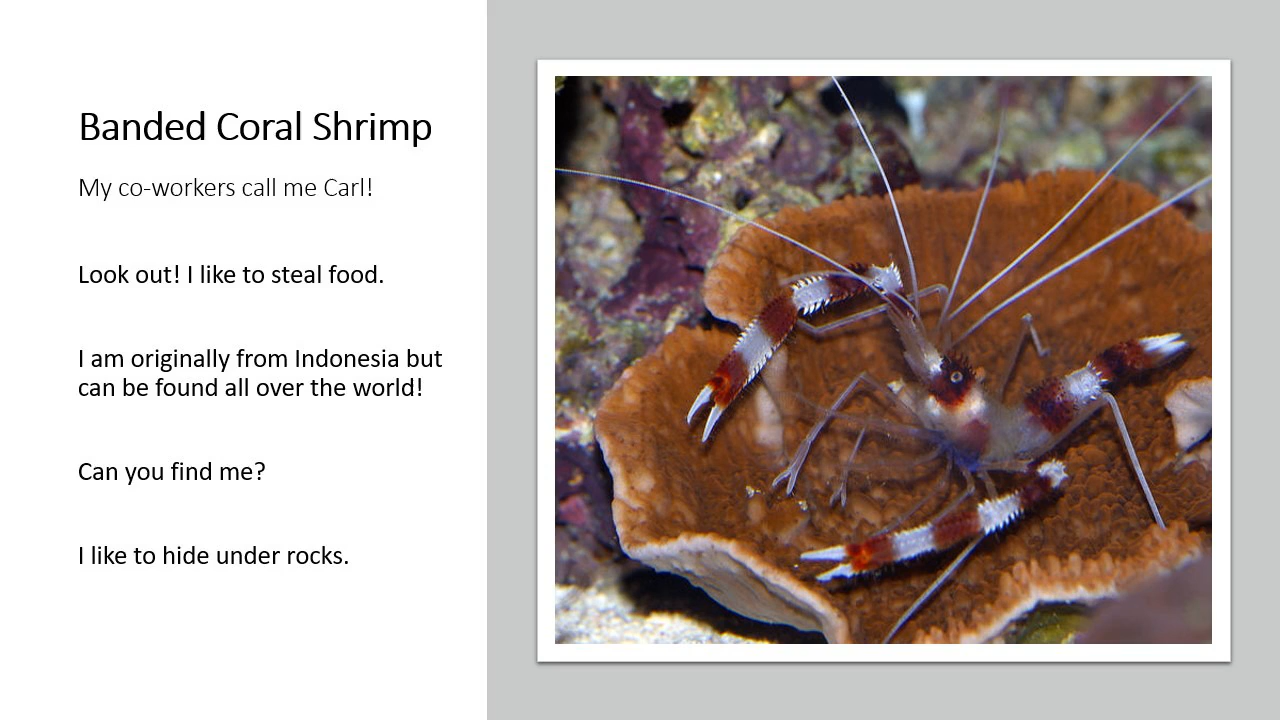 Banded Coral Shrimp
My co-workers call me Carl!
Look out! I like to steal food.
I am originally from Indonesia but
can be found all over the world!
Can you find me?
I like to hide under rocks.